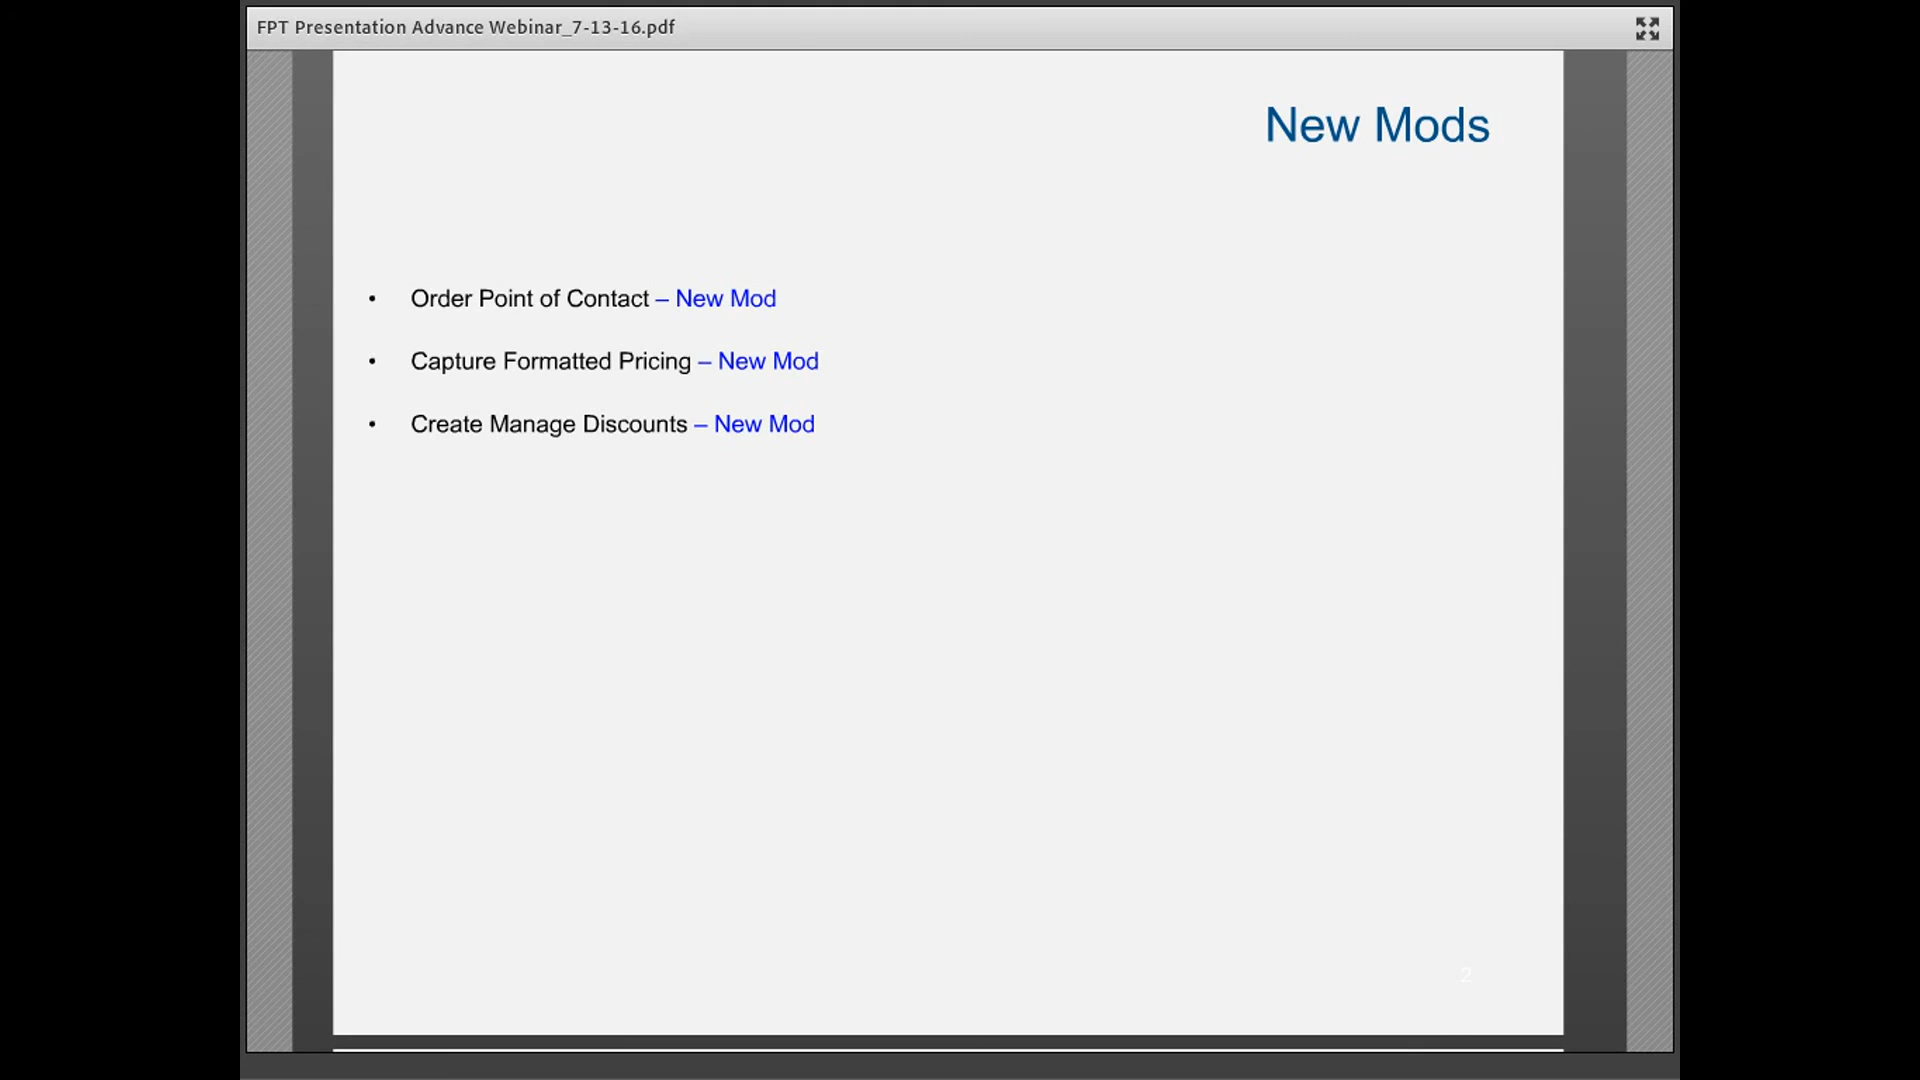 FPT Presentation Advance Webinar_7-13-16.pdf
New Mods
• Order Point of Contact – New Mod
• Capture Formatted Pricing – New Mod
• Create Manage Discounts – New Mod
2